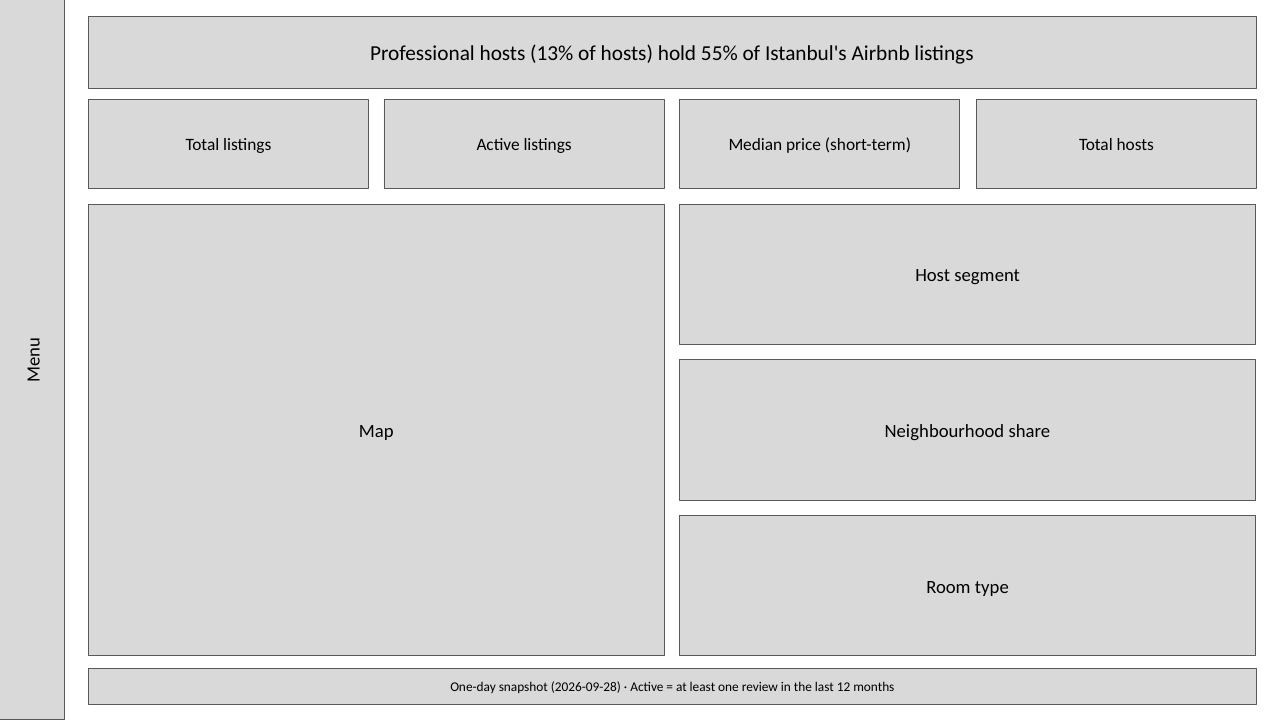 Professional hosts (13% of hosts) hold 55% of Istanbul's Airbnb listings
Total listings
Active listings
Median price (short-term)
Total hosts
Menu
Map
Host segment
Neighbourhood share
Room type
One-day snapshot (2026-09-28) · Active = at least one review in the last 12 months